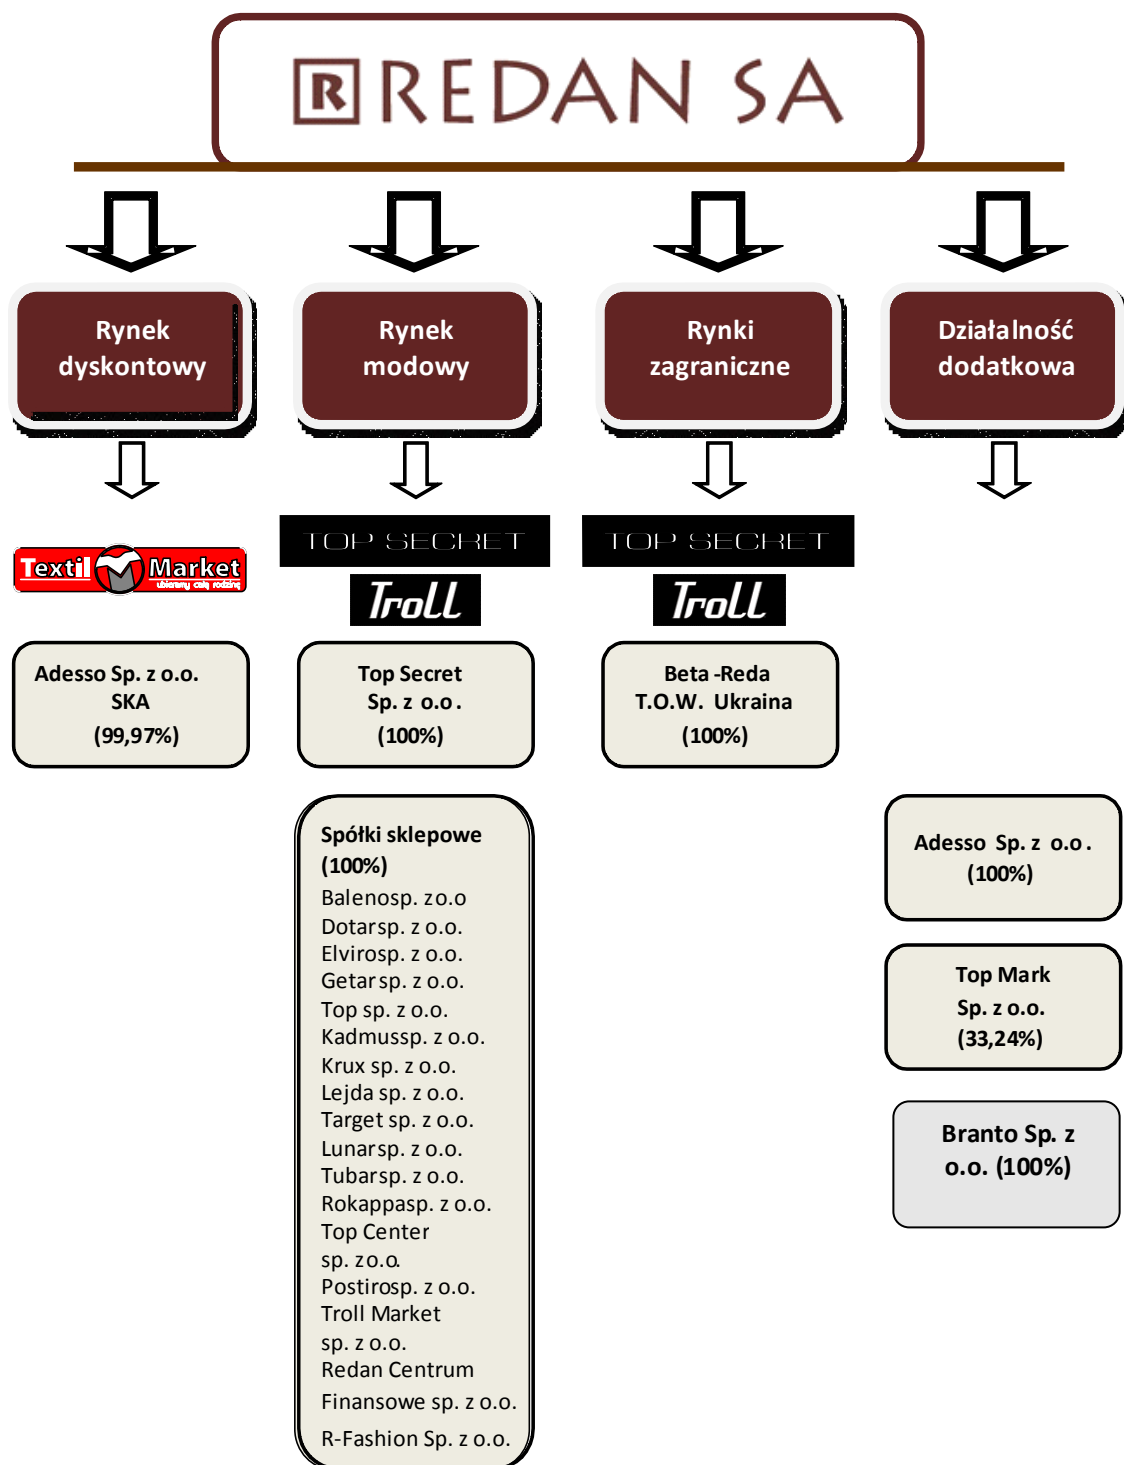 R REDAN SA
Rynek
dyskontowy
Rynek
modowy
Rynki
zagraniczne
Działalność
dodatkowa
Textil Market
ubieramy całą rodzinę
TOP SECRET
Troll
TOP SECRET
Troll
Adesso Sp. z o.o.
SKA
(99,97%)
Top Secret
Sp. z o.o.
(100%)
Beta -Reda
T.O.W. Ukraina
(100%)
Spółki sklepowe
(100%)
Balenosp. zo.o
Dotarsp. z o.o.
Elvirosp. z o.o.
Getarsp. z o.o.
Top sp. z o.o.
Kadmussp. z o.o.
Krux sp. z o.o.
Lejda sp. z o.o.
Target sp. z o.o.
Lunarsp. z o.o.
Tubarsp. z o.o.
Rokappasp. z o.o.
Top Center
sp. zo.o.
Postirosp. z o.o.
Troll Market
sp. z o.o.
Redan Centrum
Finansowe sp. z o.o.
R-Fashion Sp. z o.o.
Adesso Sp. z o.o.
(100%)
Top Mark
Sp. z o.o.
(33,24%)
Branto Sp. z
o.o. (100%)